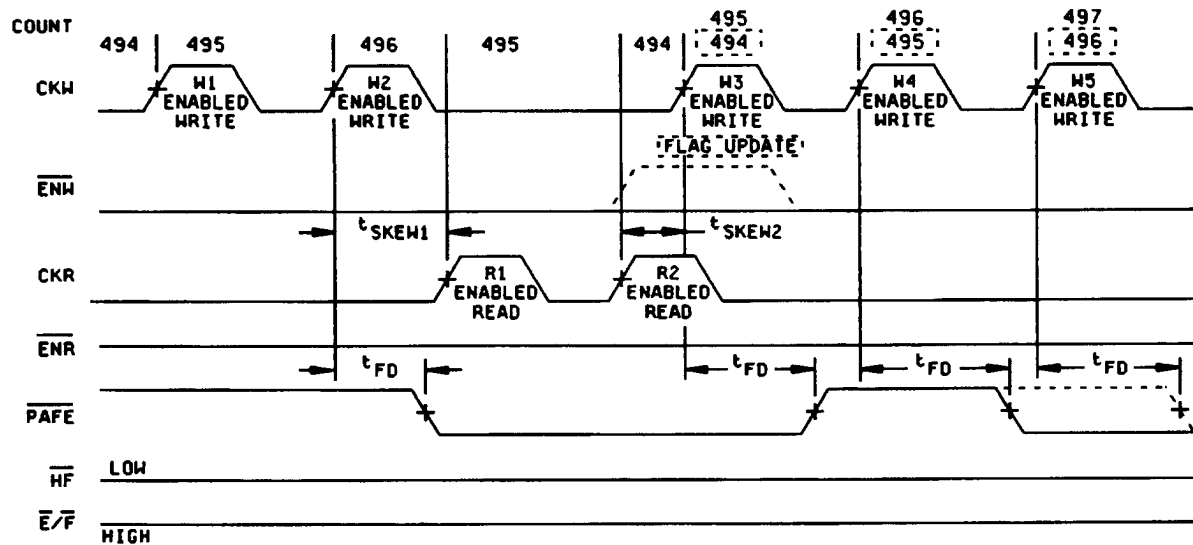 COUNT
494 495 496 495 494 495 494 496 495 497 496
CKW
W1 ENABLED WRITE
W2 ENABLED WRITE
W3 ENABLED WRITE
W4 ENABLED WRITE
W5 ENABLED WRITE
FLAG UPDATE
ENW
tSKEW1
tSKEW2
CKR
R1 ENABLED READ
R2 ENABLED READ
ENR
tFD
tFD
tFD
tFD
PAFE
HF
LOW
E/F
HIGH